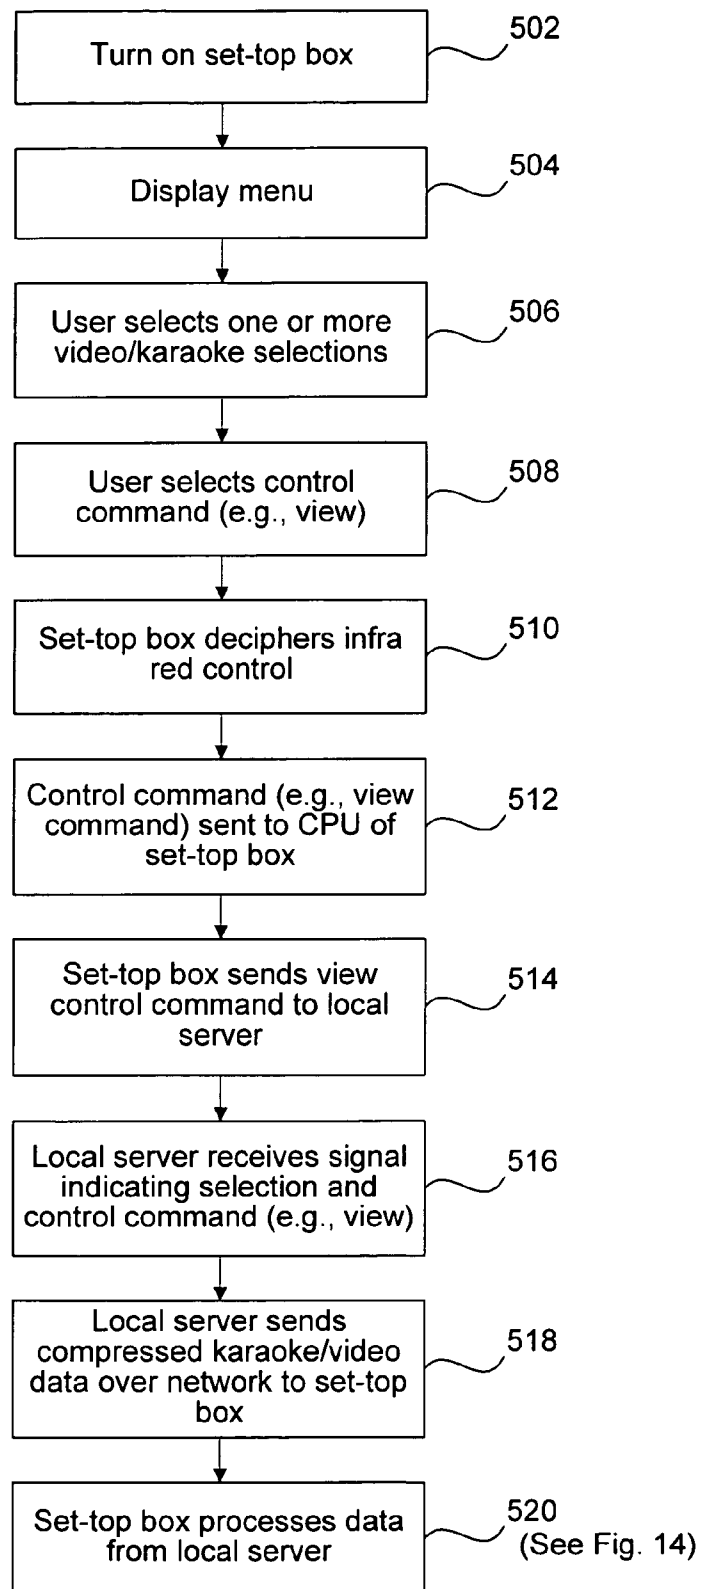 Turn on set-top box
502
Display menu
504
User selects one or more
video/karaoke selections
506
User selects control
command (e.g., view)
508
Set-top box deciphers infra
red control
510
Control command (e.g., view
command) sent to CPU of
set-top box
512
Set-top box sends view
control command to local
server
514
Local server receives signal
indicating selection and
control command (e.g., view)
516
Local server sends
compressed karaoke/video
data over network to set-top
box
518
Set-top box processes data
from local server
520
(See Fig. 14)